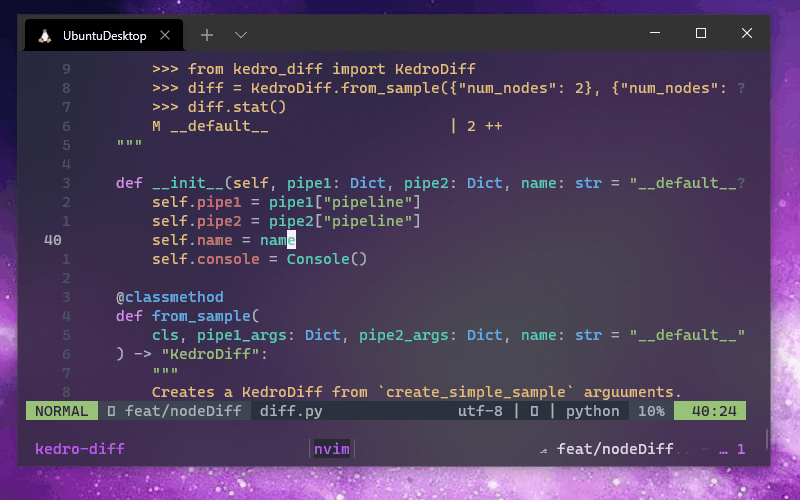 UbuntuDesktop
9 >>> from kedro_diff import KedroDiff
8 >>> diff = KedroDiff.from_sample({"num_nodes": 2}, {"num_nodes": ?
7 >>> diff.stat()
6 M __default__ | 2 ++
5 """
4
3 def __init__(self, pipe1: Dict, pipe2: Dict, name: str = "__default__?
2 self.pipe1 = pipe1["pipeline"]
1 self.pipe2 = pipe2["pipeline"]
40 self.name = name
1 self.console = Console()
2
3 @classmethod
4 def from_sample(
5 cls, pipe1_args: Dict, pipe2_args: Dict, name: str = "__default__"
6 ) -> "KedroDiff":
7 """
8 Creates a KedroDiff from `create_simple_sample` arguuments.
NORMAL feat/nodeDiff diff.py utf-8 | | python 10% 40:24
kedro-diff nvim feat/nodeDiff.. - … 1